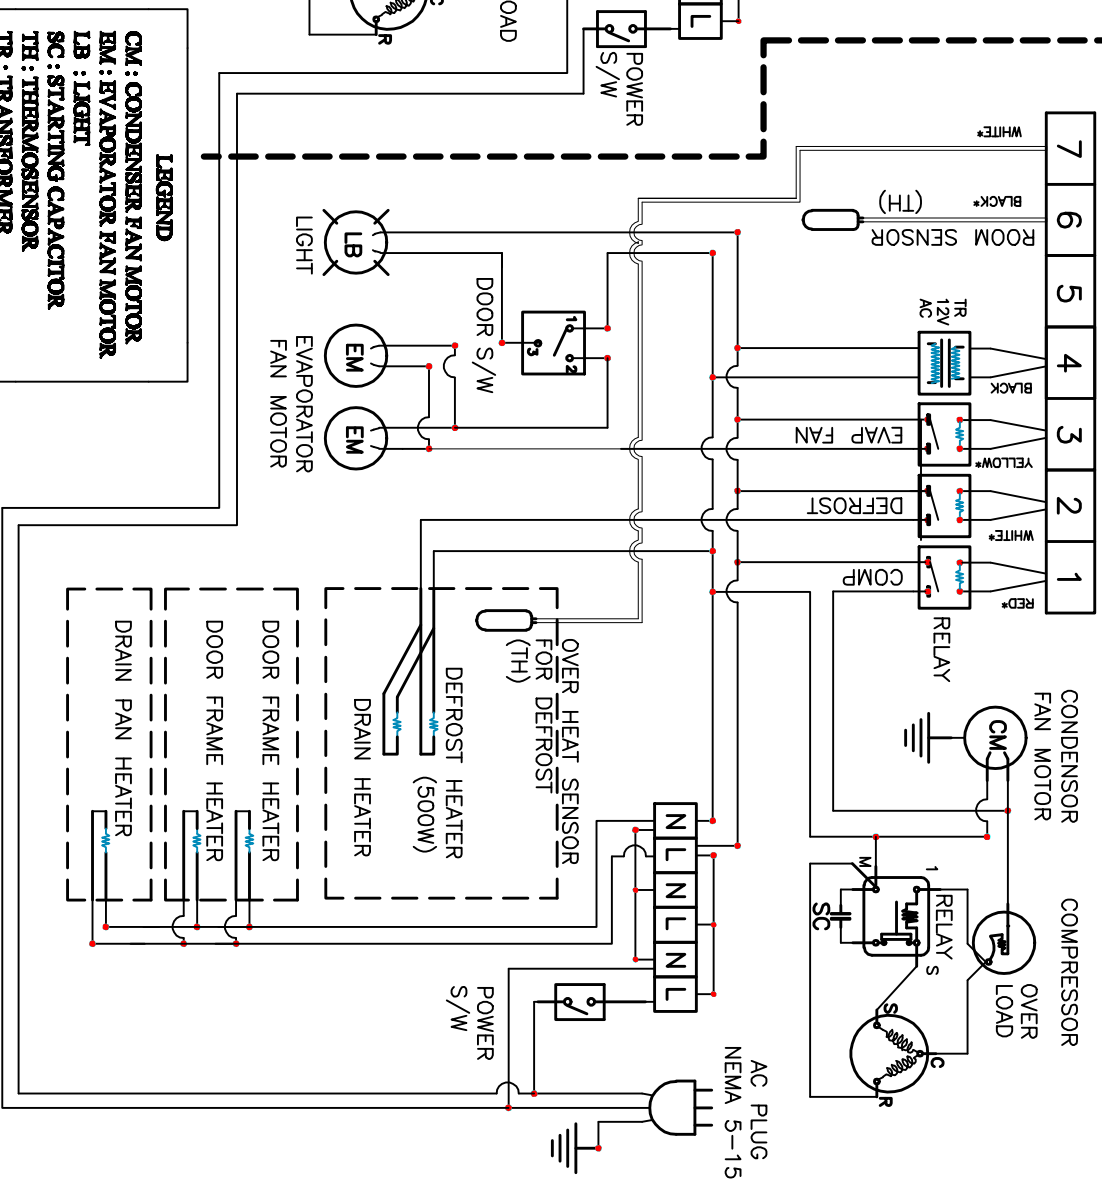 LEGEND
CM : CONDENSER FAN MOTOR
EM : EVAPORATOR FAN MOTOR
LB : LIGHT
SC : STARTING CAPACITOR
TH : THERMOSENSOR
TR : TRANSFORMER
C
R
OAD
L
POWER
S/W
7
6
5
4
3
2
1
WHITE*
BLACK*
ROOM SENSOR
(TH)
BLACK
YELLOW*
WHITE*
RED*
TR
12V
AC
EVAP FAN
DEFROST
COMP
RELAY
LB
LIGHT
DOOR S/W
1
2
3
EM
EM
EVAPORATOR
FAN MOTOR
CONDENSOR
FAN MOTOR
CM
COMPRESSOR
OVER
LOAD
M
1
RELAY
S
SC
S
C
R
OVER HEAT SENSOR
FOR DEFROST
(TH)
DEFROST HEATER
(500W)
DRAIN HEATER
DOOR FRAME HEATER
DOOR FRAME HEATER
DRAIN PAN HEATER
N
L
N
L
N
L
POWER
S/W
AC PLUG
NEMA 5-15